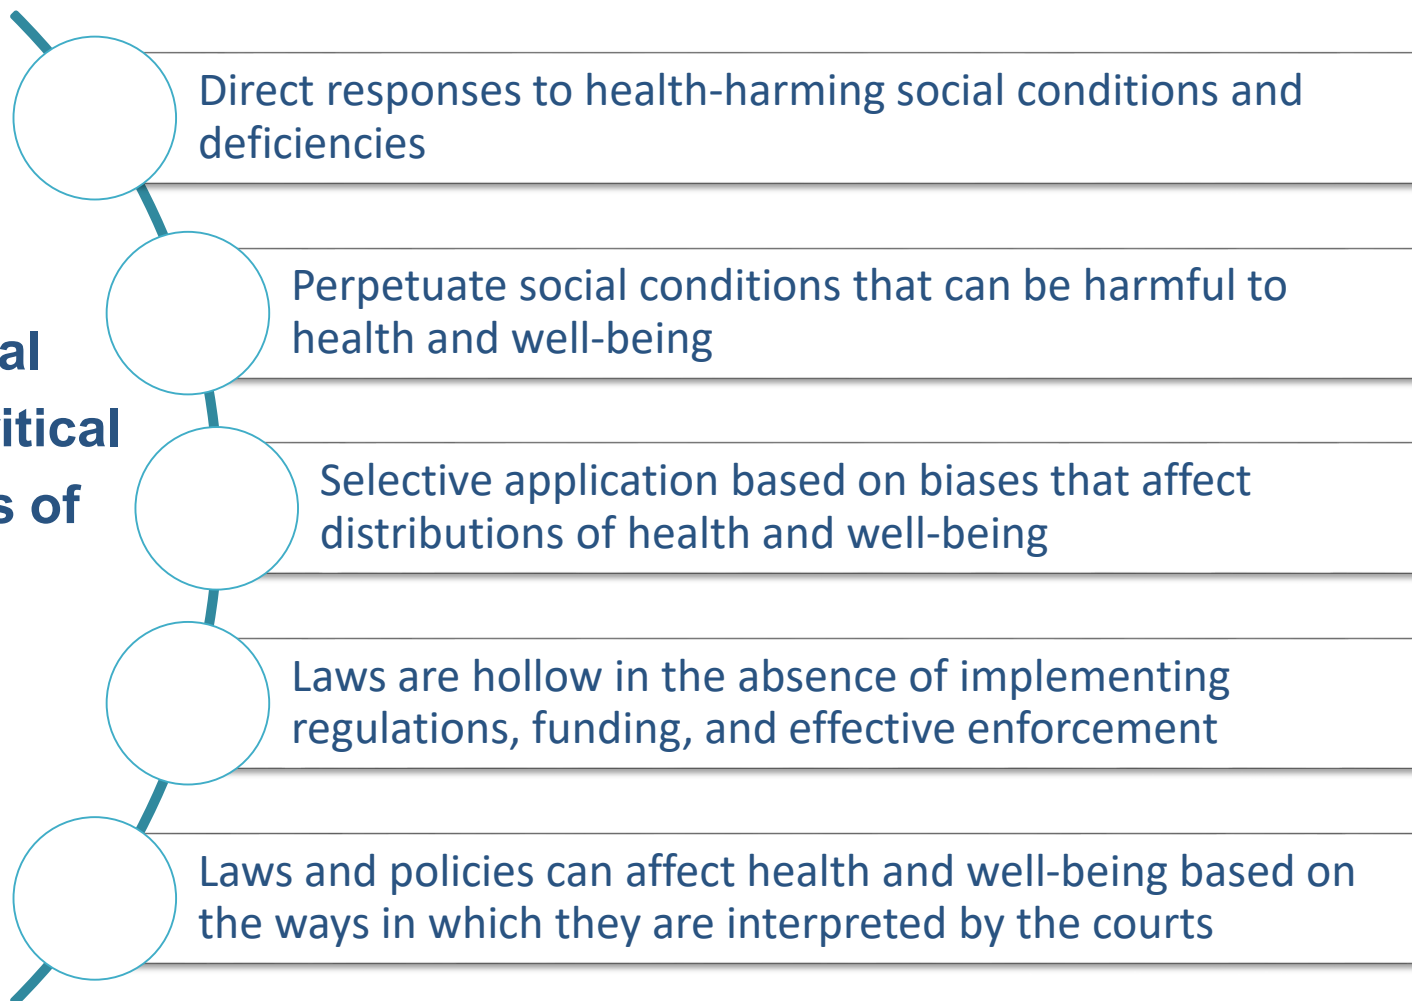 Direct responses to health-harming social conditions and
deficiencies
Perpetuate social conditions that can be harmful to
health and well-being
al
itical
s of
Selective application based on biases that affect
distributions of health and well-being
Laws are hollow in the absence of implementing
regulations, funding, and effective enforcement
Laws and policies can affect health and well-being based on
the ways in which they are interpreted by the courts